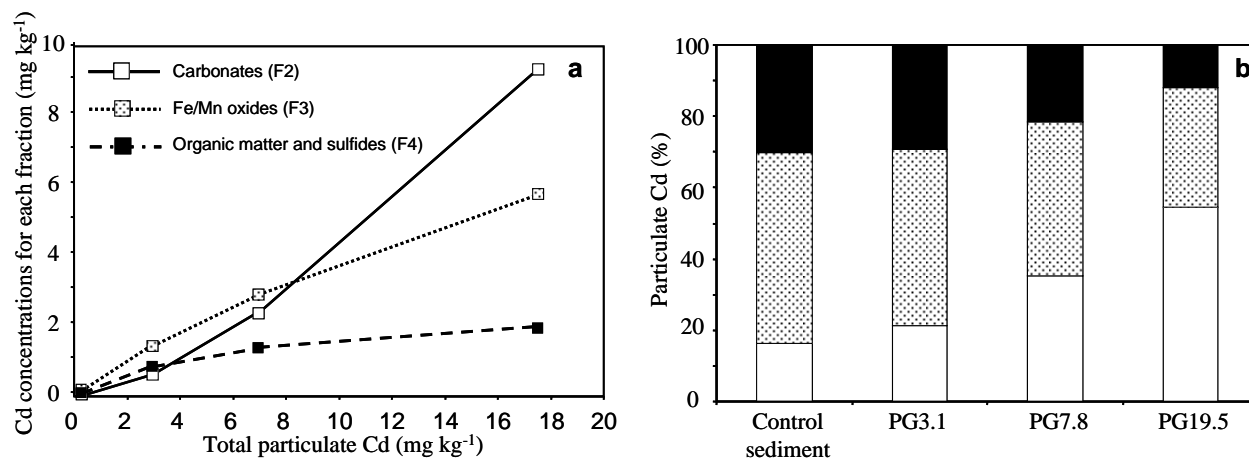 Cd concentrations for each fraction (mg kg-1)
10
8
6
4
2
0
Carbonates (F2)
Fe/Mn oxides (F3)
Organic matter and sulfides (F4)
a
0
2
4
6
8
10
12
14
16
18
20
Total particulate Cd (mg kg-1)
Particulate Cd (%)
100
80
60
40
20
0
b
Control
sediment
PG3.1
PG7.8
PG19.5